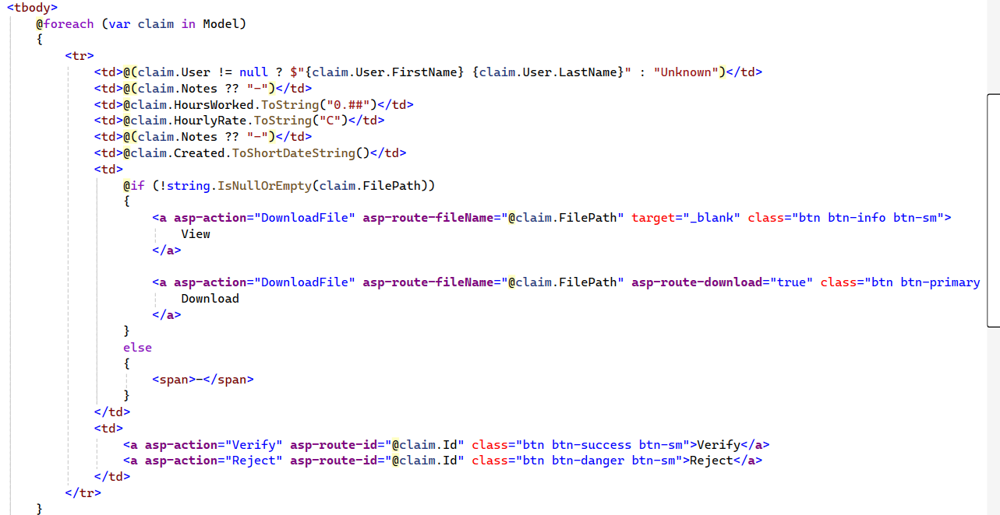 <tbody>
@foreach (var claim in Model)
{
<tr>
<td>@(claim.User != null ? $"{claim.User.FirstName} {claim.User.LastName}" : "Unknown")</td>
<td>@(claim.Notes ?? "-")</td>
<td>@claim.HoursWorked.ToString("0.##")</td>
<td>@claim.HourlyRate.ToString("C")</td>
<td>@(claim.Notes ?? "-")</td>
<td>@claim.Created.ToShortDateString()</td>
<td>
@if (!string.IsNullOrEmpty(claim.FilePath))
{
<a asp-action="DownloadFile" asp-route-fileName="@claim.FilePath" target="_blank" class="btn btn-info btn-sm">
View
</a>
<a asp-action="DownloadFile" asp-route-fileName="@claim.FilePath" asp-route-download="true" class="btn btn-primary
Download
</a>
}
else
{
<span>-</span>
}
</td>
<td>
<a asp-action="Verify" asp-route-id="@claim.Id" class="btn btn-success btn-sm">Verify</a>
<a asp-action="Reject" asp-route-id="@claim.Id" class="btn btn-danger btn-sm">Reject</a>
</td>
</tr>
}